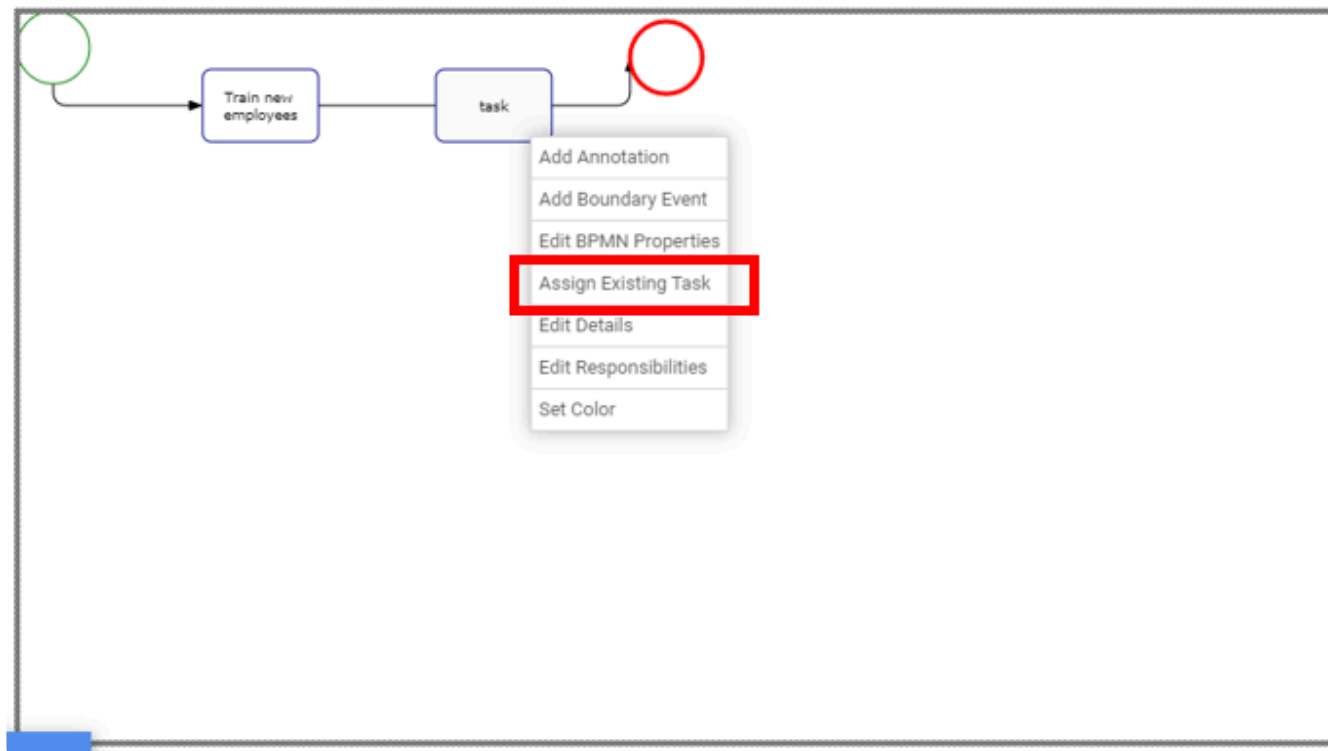 Train new
employees
task
Add Annotation
Add Boundary Event
Edit BPMN Properties
Assign Existing Task
Edit Details
Edit Responsibilities
Set Color